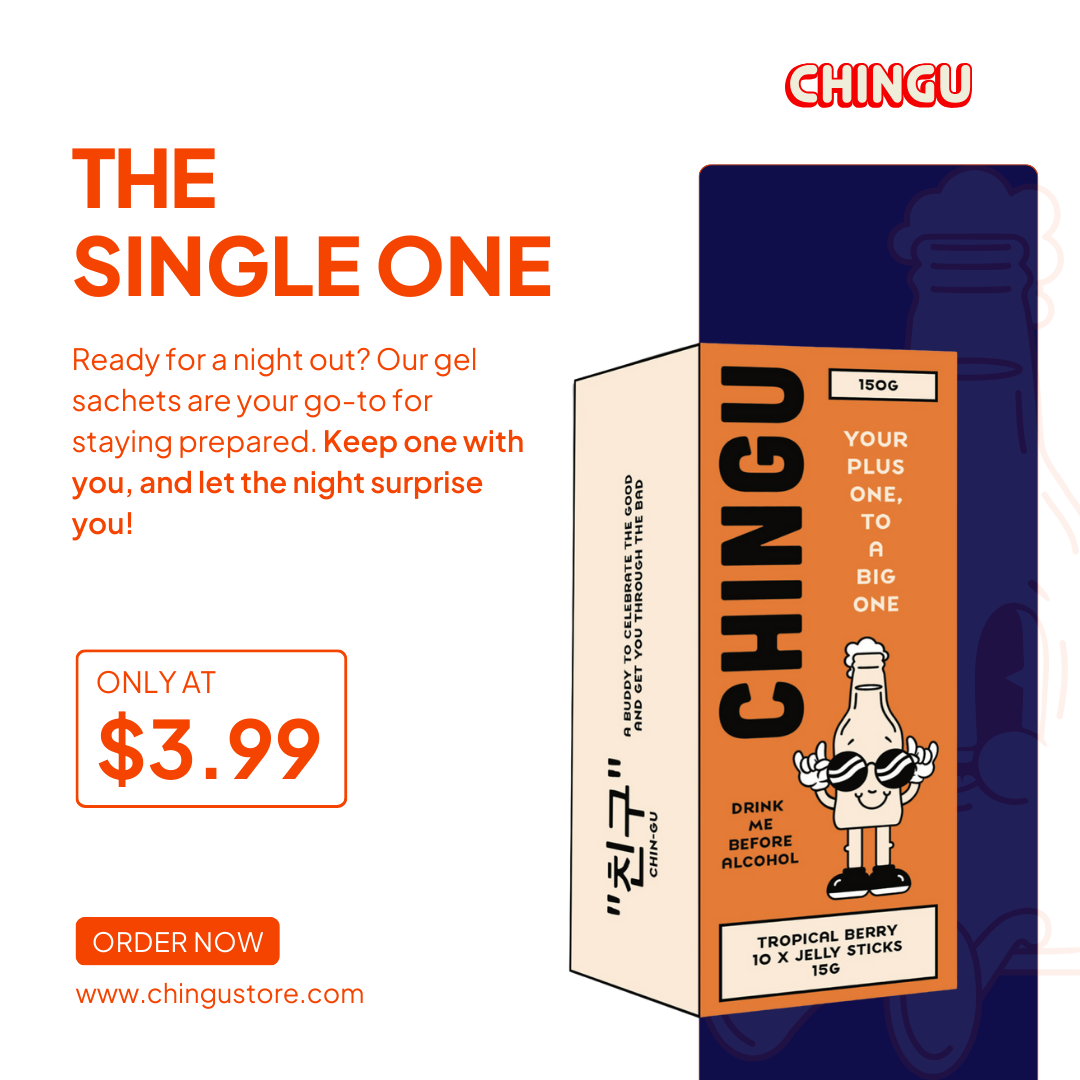 CHINGU
THE
SINGLE ONE
Ready for a night out? Our gel
sachets are your go-to for
staying prepared. Keep one with
you, and let the night surprise
you!
ONLY AT
$3.99
ORDER NOW
www.chingustore.com
A BUDDY TO CELEBRATE THE GOOD
AND GET YOU THROUGH THE BAD
"친구"
CHIN-GU
CHINGU
150G
YOUR
PLUS
ONE,
TO
A
BIG
ONE
DRINK
ME
BEFORE
ALCOHOL
TROPICAL BERRY
10 X JELLY STICKS
15G